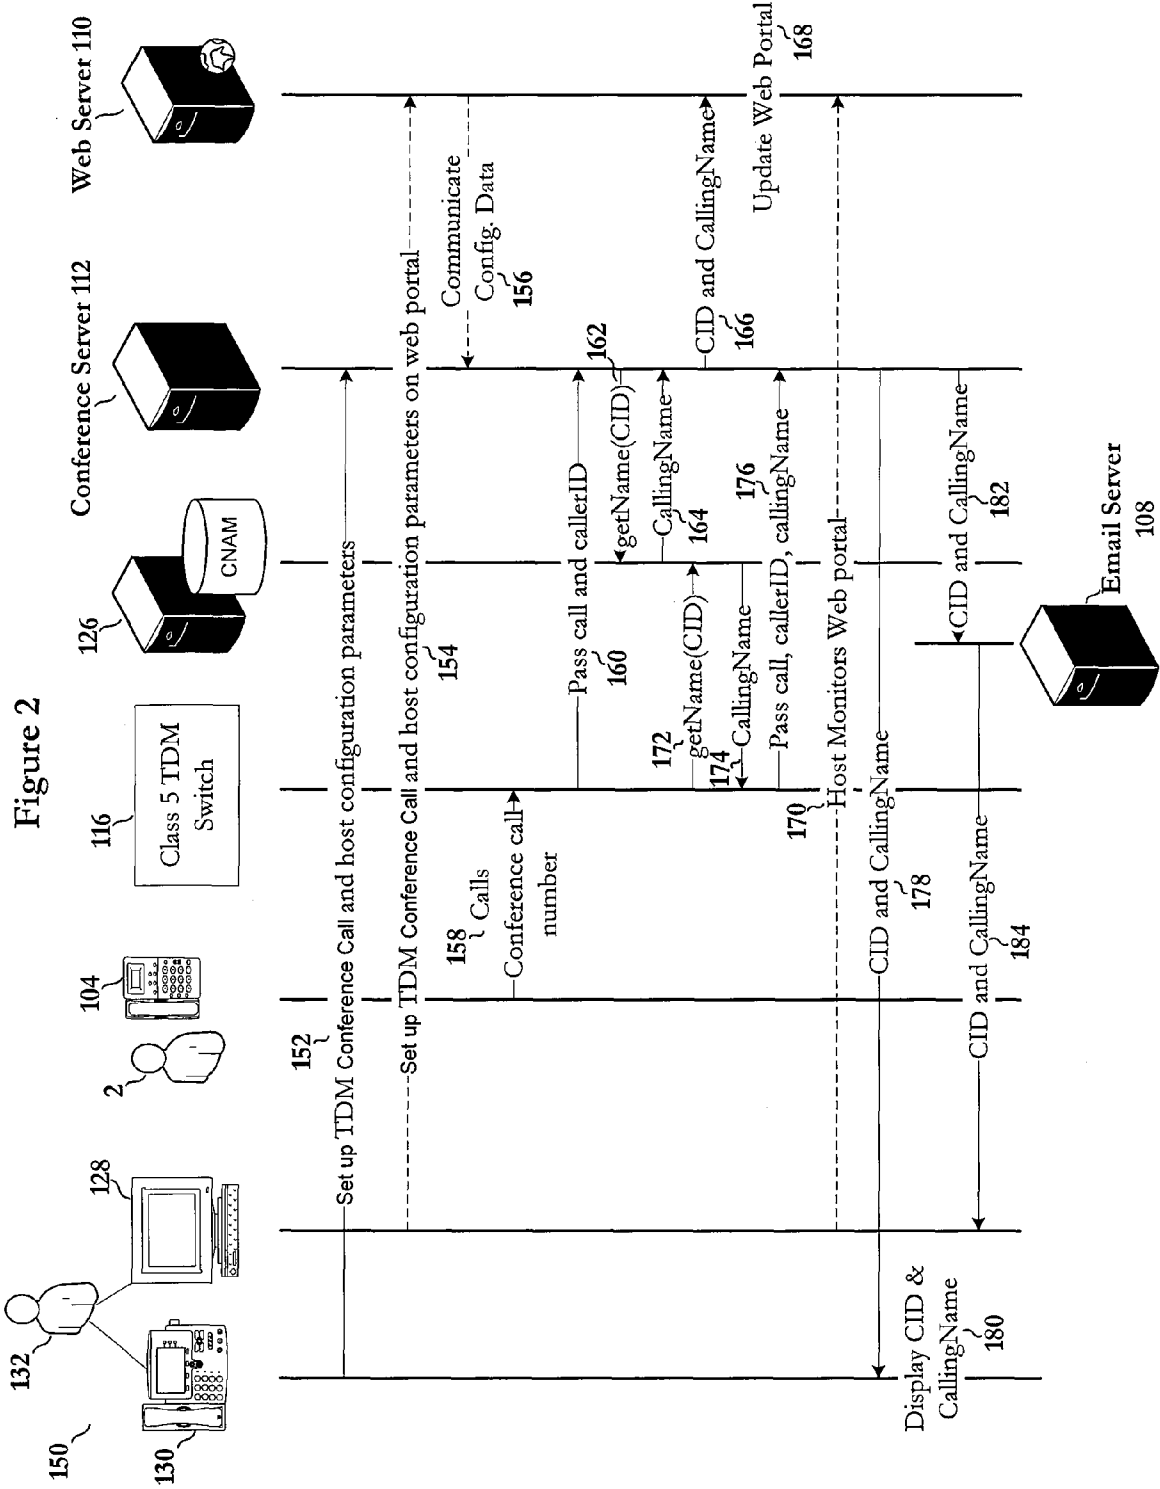 Figure 2
150
132
130
128
2
104
116
Class 5 TDM
Switch
126
CNAM
Conference Server 112
Web Server 110
152
Set up TDM Conference Call and host configuration parameters
Set up TDM Conference Call and host configuration parameters on web portal
154
Communicate
Config. Data
156
158 Calls
Conference call
number
Pass call and callerID
160
162
getName(CID)
CallingName
164
CID and CallingName
166
172
getName(CID)
174
CallingName
Update Web Portal
168
176
Pass call, callerID, callingName
170
Host Monitors Web portal
CID and CallingName
178
Display CID &
CallingName
180
CID and CallingName
182
CID and CallingName
184
Email Server
108